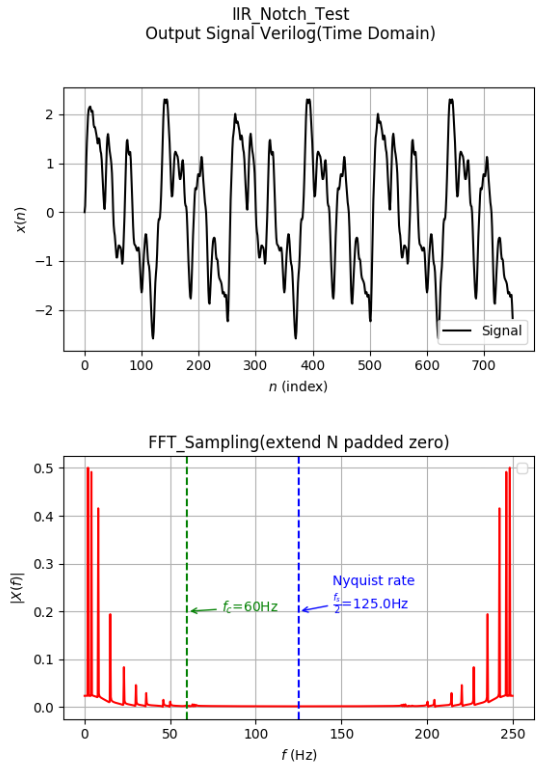 IIR_Notch_Test
Output Signal Verilog(Time Domain)
2
1
0
−1
−2
x(n)
Signal
0 100 200 300 400 500 600 700
n (index)
FFT_Sampling(extend N padded zero)
0.5
0.4
0.3
0.2
0.1
0.0
|X(f)|
Nyquist rate
f_c=60Hz
f_s/2=125.0Hz
0 50 100 150 200 250
f (Hz)